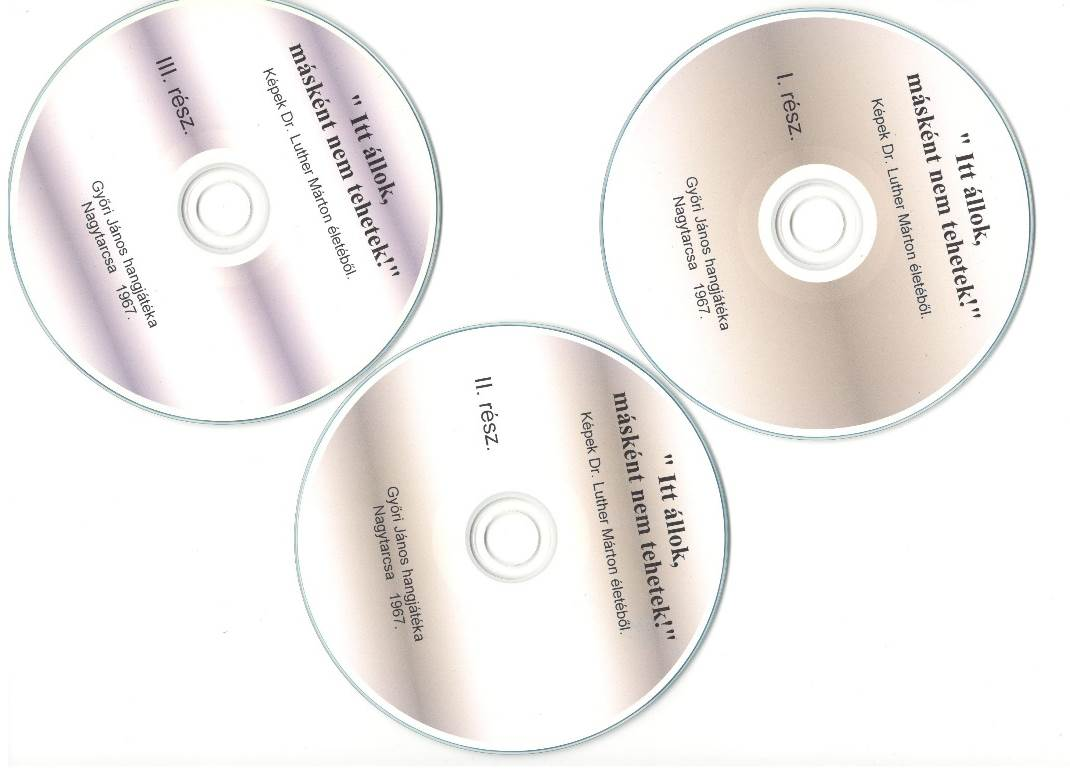 " Itt állok,
másként nem tehetek!"
Képek Dr. Luther Márton életéből.
I. rész.
Győri János hangjátéka
Nagytarcsa 1967.
" Itt állok,
másként nem tehetek!"
Képek Dr. Luther Márton életéből.
II. rész.
Győri János hangjátéka
Nagytarcsa 1967.
" Itt állok,
másként nem tehetek!"
Képek Dr. Luther Márton életéből.
III. rész.
Győri János hangjátéka
Nagytarcsa 1967.